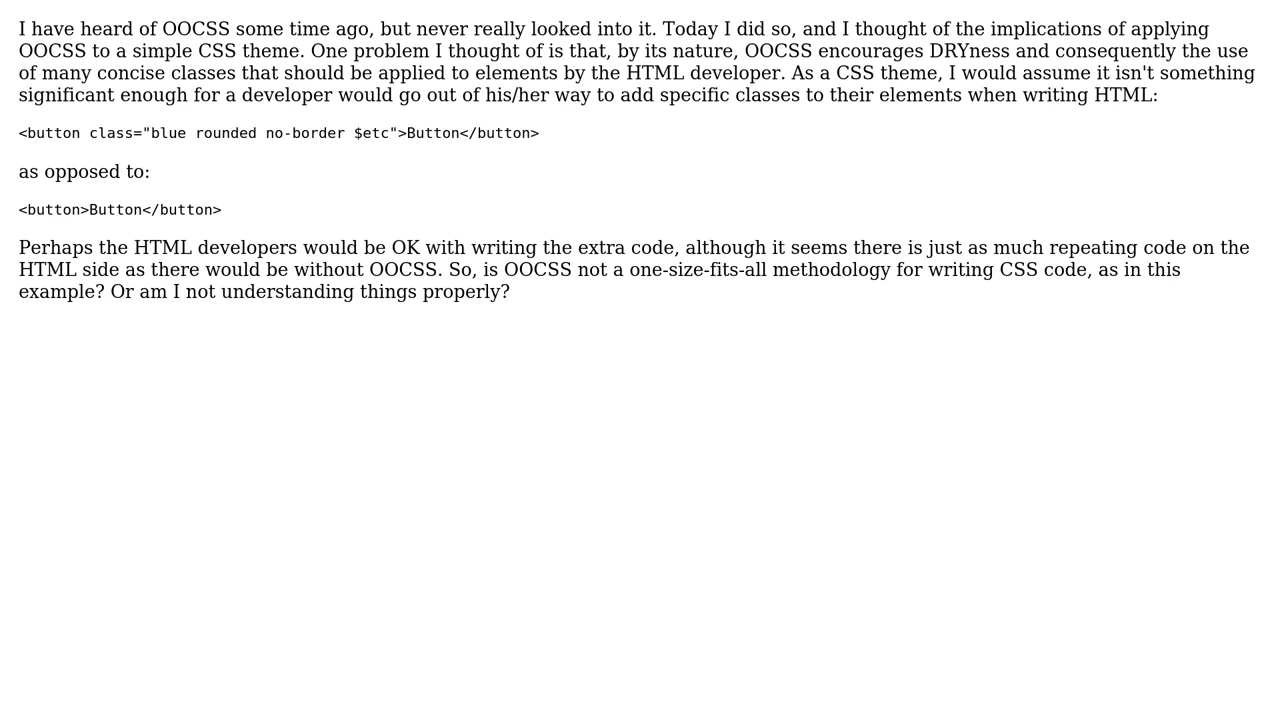 I have heard of OOCSS some time ago, but never really looked into it. Today I did so, and I thought of the implications of applying
OOCSS to a simple CSS theme. One problem I thought of is that, by its nature, OOCSS encourages DRYness and consequently the use
of many concise classes that should be applied to elements by the HTML developer. As a CSS theme, I would assume it isn't something
significant enough for a developer would go out of his/her way to add specific classes to their elements when writing HTML:
<button class="blue rounded no-border $etc">Button</button>
as opposed to:
<button>Button</button>
Perhaps the HTML developers would be OK with writing the extra code, although it seems there is just as much repeating code on the
HTML side as there would be without OOCSS. So, is OOCSS not a one-size-fits-all methodology for writing CSS code, as in this
example? Or am I not understanding things properly?